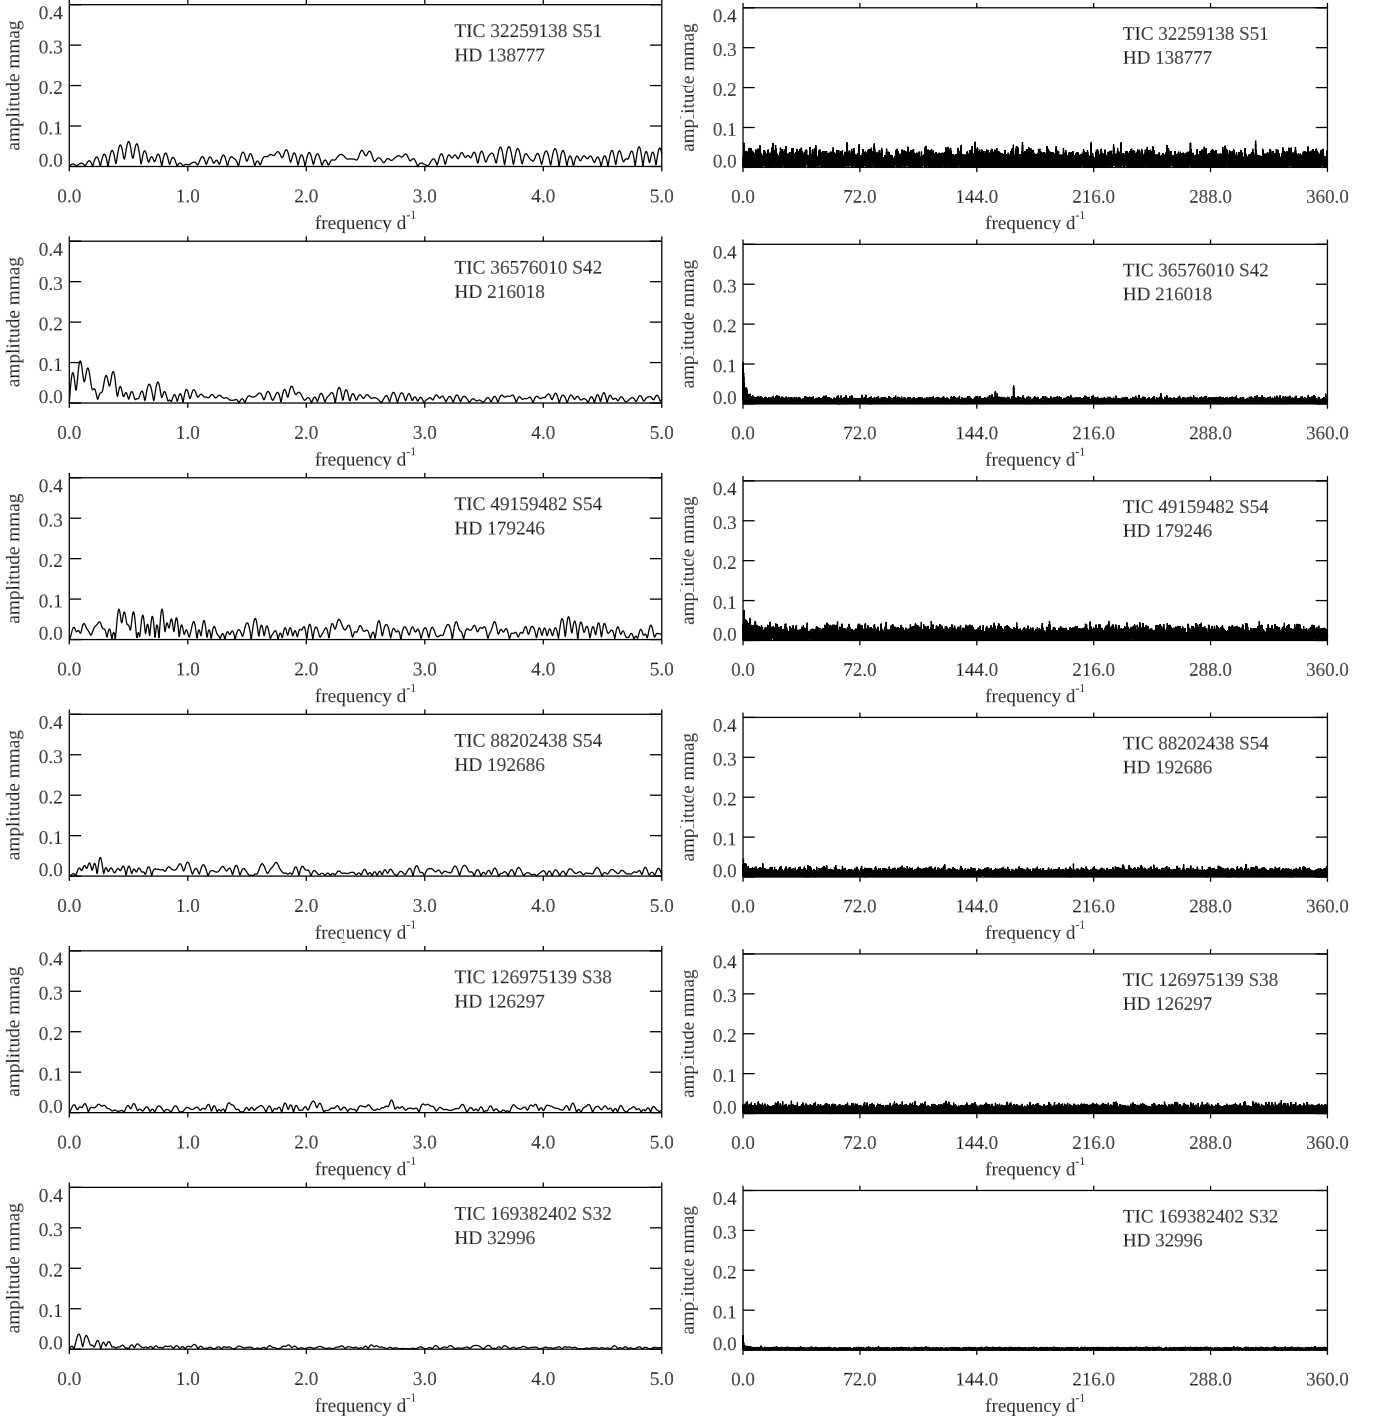 0.4
0.3
0.2
0.1
0.0
amplitude mmag
TIC 32259138 S51
HD 138777
0.0 1.0 2.0 3.0 4.0 5.0
frequency d-1
0.4
0.3
0.2
0.1
0.0
amplitude mmag
TIC 32259138 S51
HD 138777
0.0 72.0 144.0 216.0 288.0 360.0
frequency d-1
0.4
0.3
0.2
0.1
0.0
amplitude mmag
TIC 36576010 S42
HD 216018
0.0 1.0 2.0 3.0 4.0 5.0
frequency d-1
0.4
0.3
0.2
0.1
0.0
amplitude mmag
TIC 36576010 S42
HD 216018
0.0 72.0 144.0 216.0 288.0 360.0
frequency d-1
0.4
0.3
0.2
0.1
0.0
amplitude mmag
TIC 49159482 S54
HD 179246
0.0 1.0 2.0 3.0 4.0 5.0
frequency d-1
0.4
0.3
0.2
0.1
0.0
amplitude mmag
TIC 49159482 S54
HD 179246
0.0 72.0 144.0 216.0 288.0 360.0
frequency d-1
0.4
0.3
0.2
0.1
0.0
amplitude mmag
TIC 88202438 S54
HD 192686
0.0 1.0 2.0 3.0 4.0 5.0
frequency d-1
0.4
0.3
0.2
0.1
0.0
amplitude mmag
TIC 88202438 S54
HD 192686
0.0 72.0 144.0 216.0 288.0 360.0
frequency d-1
0.4
0.3
0.2
0.1
0.0
amplitude mmag
TIC 126975139 S38
HD 126297
0.0 1.0 2.0 3.0 4.0 5.0
frequency d-1
0.4
0.3
0.2
0.1
0.0
amplitude mmag
TIC 126975139 S38
HD 126297
0.0 72.0 144.0 216.0 288.0 360.0
frequency d-1
0.4
0.3
0.2
0.1
0.0
amplitude mmag
TIC 169382402 S32
HD 32996
0.0 1.0 2.0 3.0 4.0 5.0
frequency d-1
0.4
0.3
0.2
0.1
0.0
amplitude mmag
TIC 169382402 S32
HD 32996
0.0 72.0 144.0 216.0 288.0 360.0
frequency d-1